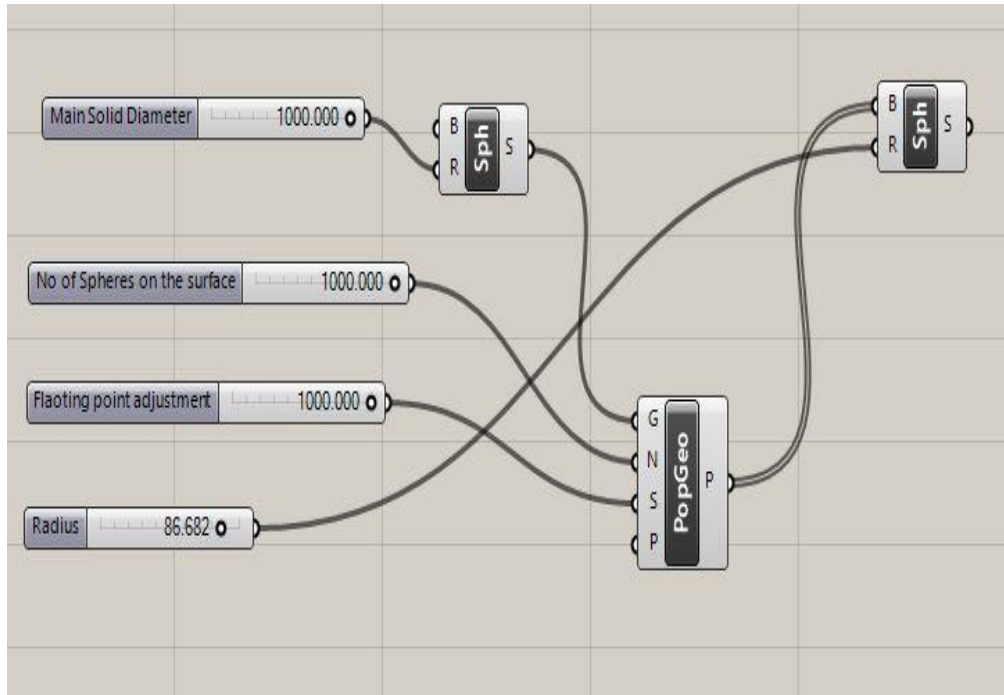 Main Solid Diameter 1000.000
B
R
Sph
S
B
R
Sph
S
No of Spheres on the surface 1000.000
Flaoting point adjustment 1000.000
G
N
S
P
PopGeo
P
Radius 86.682